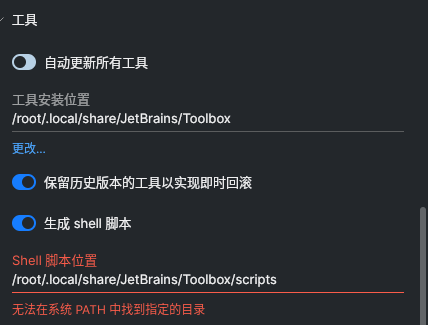 工具
自动更新所有工具
工具安装位置
/root/.local/share/JetBrains/Toolbox
更改...
保留历史版本的工具以实现即时回滚
生成 shell 脚本
Shell 脚本位置
/root/.local/share/JetBrains/Toolbox/scripts
无法在系统 PATH 中找到指定的目录